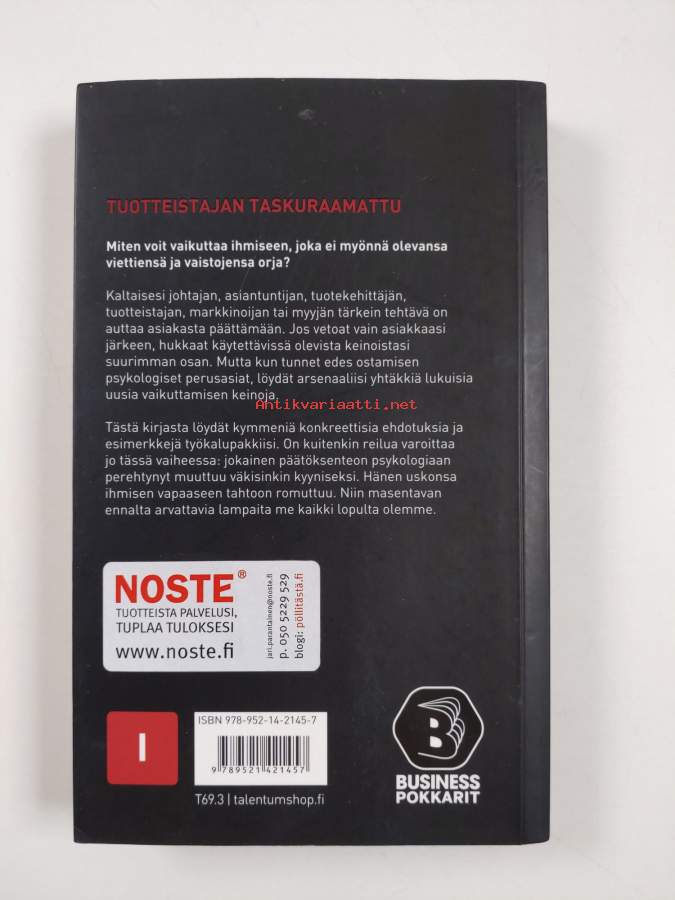 TUOTTEISTAJAN TASKURAAMATTU
Miten voit vaikuttaa ihmiseen, joka ei myönnä olevansa
viettiensä ja vaistojensa orja?
Kaltaisesi johtajan, asiantuntijan, tuotekehittäjän,
tuotteistajan, markkinoijan tai myyjän tärkein tehtävä on
auttaa asiakasta päättämään. Jos vetoat vain asiakkaasi
järkeen, hukkaat käytettävissä olevista keinoistasi
suurimman osan. Mutta kun tunnet edes ostamisen
psykologiset perusasiat, löydät arsenaaliisi yhtäkkiä lukuisia
uusia vaikuttamisen keinoja.
Antikvariaatti.net
Tästä kirjasta löydät kymmeniä konkreettisia ehdotuksia ja
esimerkkejä työkalupakkiisi. On kuitenkin reilua varoittaa
jo tässä vaiheessa: jokainen päätöksenteon psykologiaan
perehtynyt muuttuu väkisinkin kyyniseksi. Hänen uskonsa
ihmisen vapaaseen tahtoon romuttuu. Niin masentavan
ennalta arvattavia lampaita me kaikki lopulta olemme.
NOSTE®
TUOTTEISTA PALVELUSI,
TUPLAA TULOKSESI
www.noste.fi
jari.parantainen@noste.fi
p. 050 5229 529
blogi: pöllitästä.fi
I
ISBN 978-952-14-2145-7
9 789521 421457
T69.3 | talentumshop.fi
B
BUSINESS
POKKARIT